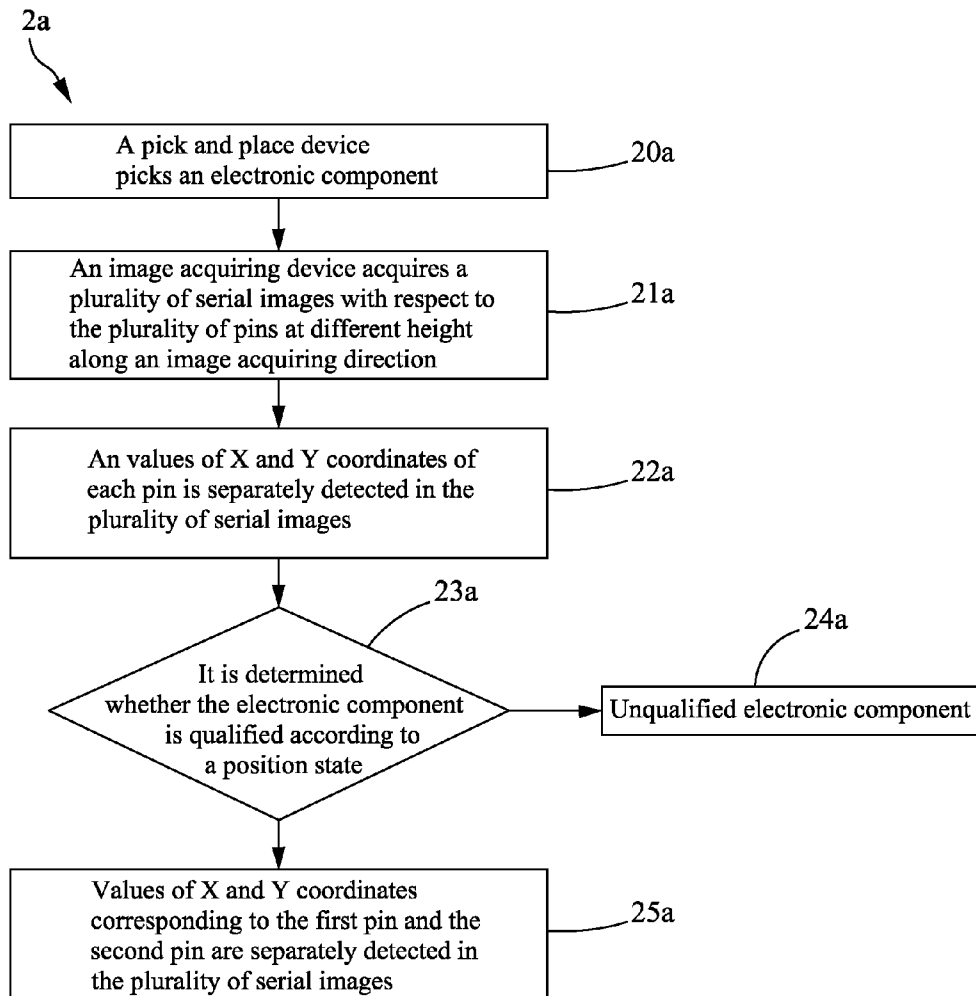 2a
A pick and place device
picks an electronic component
20a
An image acquiring device acquires a
plurality of serial images with respect to
the plurality of pins at different height
along an image acquiring direction
21a
An values of X and Y coordinates of
each pin is separately detected in the
plurality of serial images
22a
23a
It is determined
whether the electronic component
is qualified according to
a position state
24a
Unqualified electronic component
Values of X and Y coordinates
corresponding to the first pin and the
second pin are separately detected in
the plurality of serial images
25a